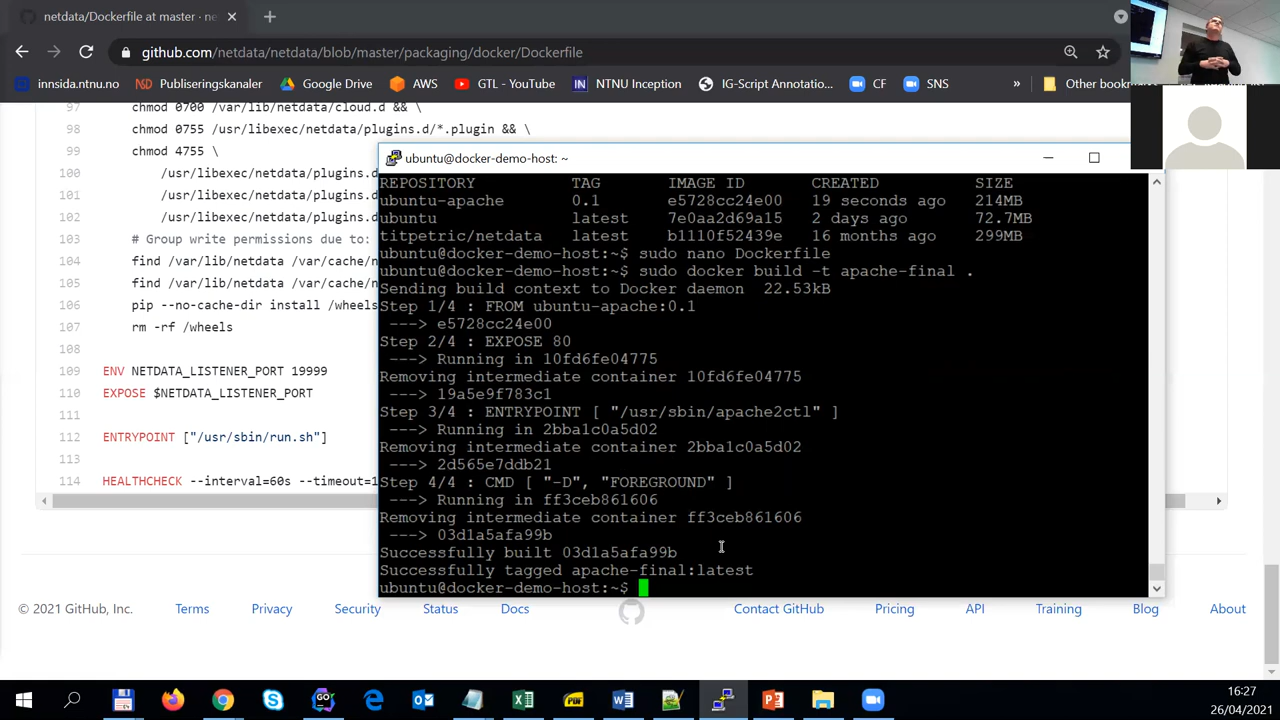 netdata/Dockerfile at master ·
github.com/netdata/netdata/blob/master/packaging/docker/Dockerfile
innsida.ntnu.no
Publiseringskanaler
Google Drive
AWS
YouTube
CTL - YouTube
NTNU Inception
IG-Script Annotatio...
CF
SNS
»
Other bookm
97 chmod 0700 /var/lib/netdata/cloud.d && \
98 chmod 0755 /usr/libexec/netdata/plugins.d/*.plugin && \
99 chmod 4755 \
100 /usr/libexec/netdata/plugins.d
101 /usr/libexec/netdata/plugins.d
102 /usr/libexec/netdata/plugins.d
103 # Group write permissions due to:
104 find /var/lib/netdata /var/cache/n
105 find /var/lib/netdata /var/cache/n
106 pip --no-cache-dir install /wheels
107 rm -rf /wheels
108
109 ENV NETDATA_LISTENER_PORT 19999
110 EXPOSE $NETDATA_LISTENER_PORT
111
112 ENTRYPOINT ["/usr/sbin/run.sh"]
113
114 HEALTHCHECK --interval=60s --timeout=1
ubuntu@docker-demo-host: ~
REPOSITORY TAG IMAGE ID CREATED SIZE
ubuntu-apache 0.1 e5728cc24e00 19 seconds ago 214MB
ubuntu latest 7e0aa2d69a15 2 days ago 72.7MB
titpetric/netdata latest b1110f52439e 16 months ago 299MB
ubuntu@docker-demo-host:~$ sudo nano Dockerfile
ubuntu@docker-demo-host:~$ sudo docker build -t apache-final .
Sending build context to Docker daemon 22.53kB
Step 1/4 : FROM ubuntu-apache:0.1
---> e5728cc24e00
Step 2/4 : EXPOSE 80
---> Running in 10fd6fe04775
Removing intermediate container 10fd6fe04775
---> 19a5e9f783c1
Step 3/4 : ENTRYPOINT [ "/usr/sbin/apache2ctl" ]
---> Running in 2bba1c0a5d02
Removing intermediate container 2bba1c0a5d02
---> 2d565e7ddb21
Step 4/4 : CMD [ "-D", "FOREGROUND" ]
---> Running in ff3ceb861606
Removing intermediate container ff3ceb861606
---> 03d1a5afa99b
Successfully built 03d1a5afa99b
Successfully tagged apache-final:latest
ubuntu@docker-demo-host:~$
© 2021 GitHub, Inc.
Terms
Privacy
Security
Status
Docs
Contact GitHub
Pricing
API
Training
Blog
About
16:27
26/04/2021